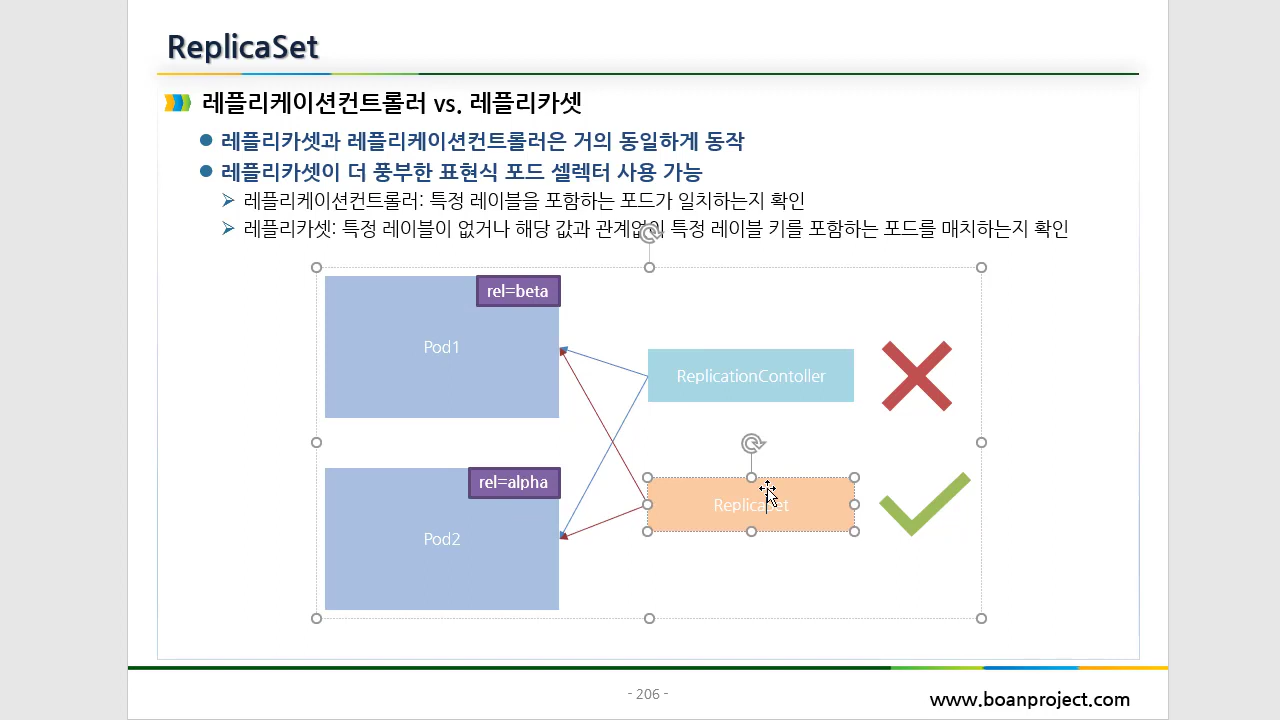 ReplicaSet
레플리케이션컨트롤러 vs. 레플리카셋
레플리카셋과 레플리케이션컨트롤러은 거의 동일하게 동작
레플리카셋이 더 풍부한 표현식 포드 셀렉터 사용 가능
레플리케이션컨트롤러: 특정 레이블을 포함하는 포드가 일치하는지 확인
레플리카셋: 특정 레이블이 없거나 해당 값과 관계없이 특정 레이블 키를 포함하는 포드를 매치하는지 확인
rel=beta
Pod1
ReplicationContoller
rel=alpha
ReplicaSet
Pod2
- 206 -
www.boanproject.com